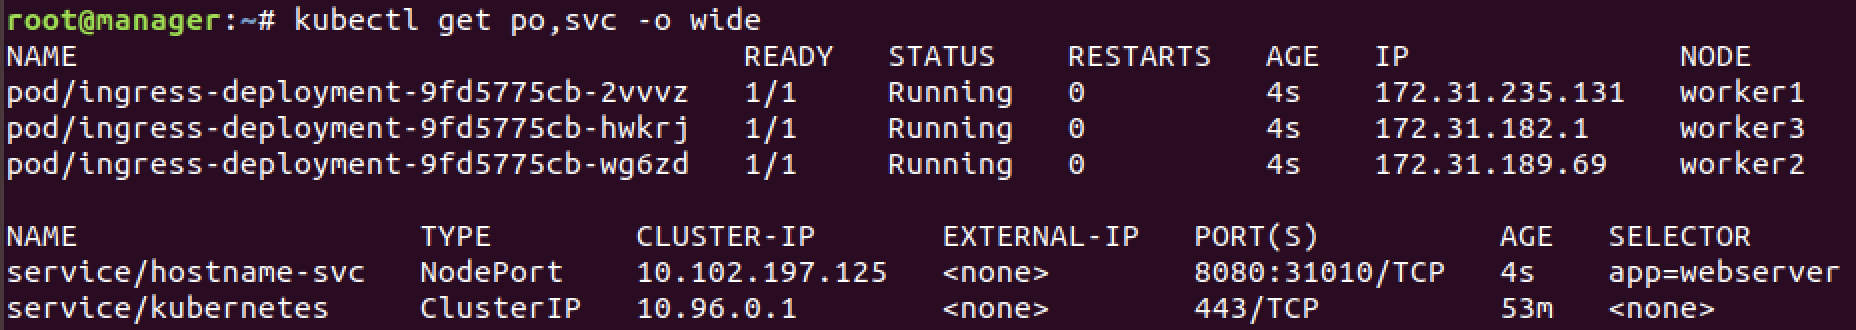 root@manager:~# kubectl get po,svc -o wide
NAME READY STATUS RESTARTS AGE IP NODE
pod/ingress-deployment-9fd5775cb-2vvvz 1/1 Running 0 4s 172.31.235.131 worker1
pod/ingress-deployment-9fd5775cb-hwkrj 1/1 Running 0 4s 172.31.182.1 worker3
pod/ingress-deployment-9fd5775cb-wg6zd 1/1 Running 0 4s 172.31.189.69 worker2
NAME TYPE CLUSTER-IP EXTERNAL-IP PORT(S) AGE SELECTOR
service/hostname-svc NodePort 10.102.197.125 <none> 8080:31010/TCP 4s app=webserver
service/kubernetes ClusterIP 10.96.0.1 <none> 443/TCP 53m <none>